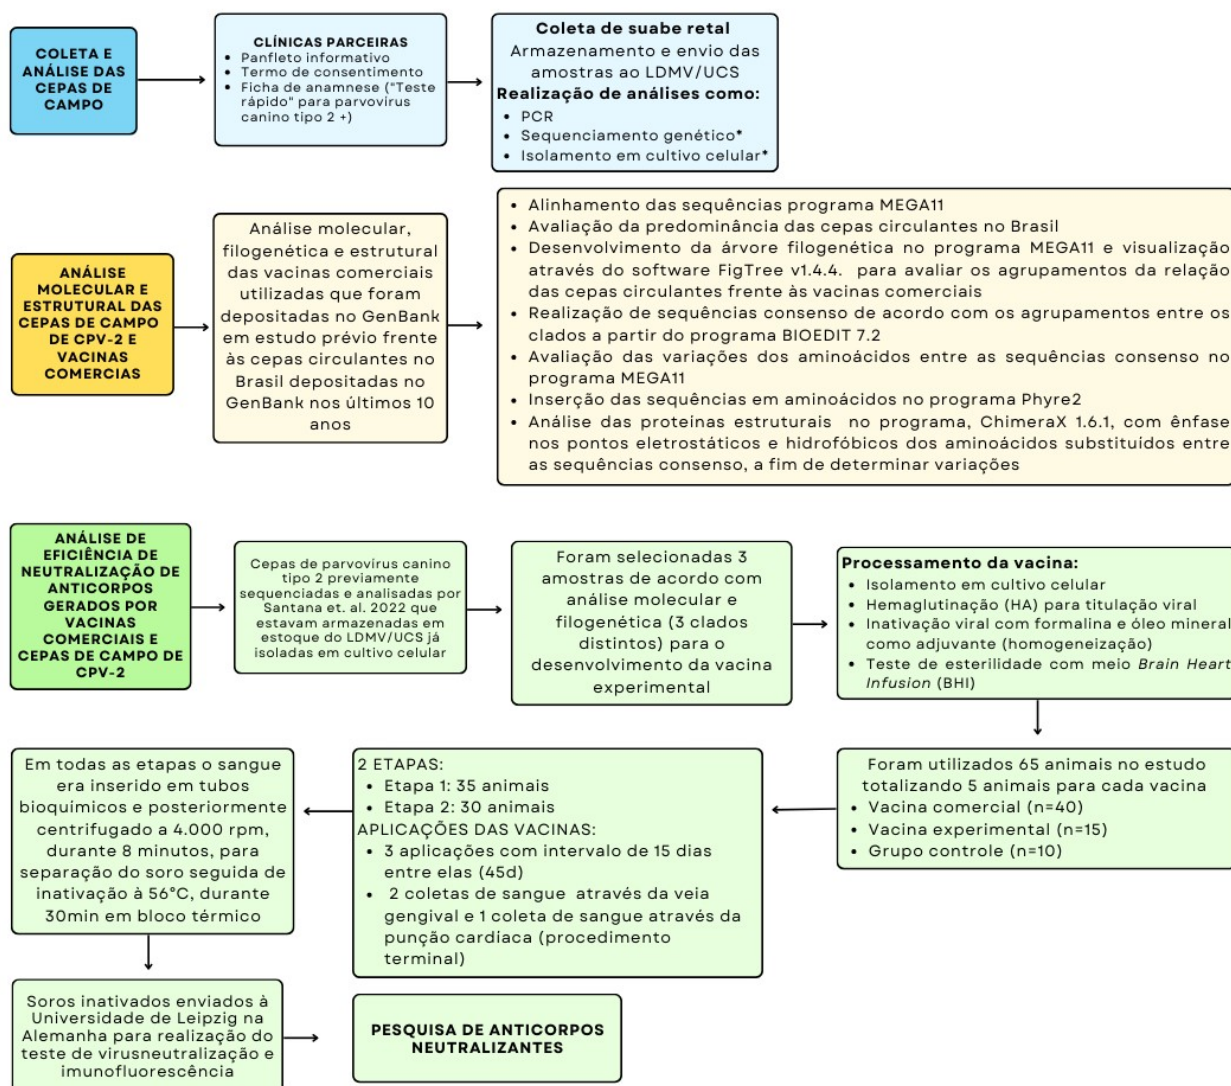 COLETA E
ANÁLISE DAS
CEPAS DE
CAMPO
CLÍNICAS PARCEIRAS
• Panfleto informativo
• Termo de consentimento
• Ficha de anamnese ("Teste
rápido" para parvovirus
canino tipo 2 +)
Coleta de suabe retal
Armazenamento e envio das
amostras ao LDMV/UCS
Realização de análises como:
• PCR
• Sequenciamento genético*
• Isolamento em cultivo celular*
ANÁLISE
MOLECULAR E
ESTRUTURAL DAS
CEPAS DE CAMPO
DE CPV-2 E
VACINAS
COMERCIAS
Análise molecular,
filogenética e estrutural
das vacinas comerciais
utilizadas que foram
depositadas no GenBank
em estudo prévio frente
às cepas circulantes no
Brasil depositadas no
GenBank nos últimos 10
anos
• Alinhamento das sequências programa MEGA11
• Avaliação da predominância das cepas circulantes no Brasil
• Desenvolvimento da árvore filogenética no programa MEGA11 e visualização
através do software FigTree v1.4.4. para avaliar os agrupamentos da relação
das cepas circulantes frente às vacinas comerciais
• Realização de sequências consenso de acordo com os agrupamentos entre os
clados a partir do programa BIOEDIT 7.2
• Avaliação das variações dos aminoácidos entre as sequências consenso no
programa MEGA11
• Inserção das sequências em aminoácidos no programa Phyre2
• Análise das proteínas estruturais no programa, ChimeraX 1.6.1, com ênfase
nos pontos eletrostáticos e hidrofóbicos dos aminoácidos substituídos entre
as sequências consenso, a fim de determinar variações
ANÁLISE DE
EFICIÊNCIA DE
NEUTRALIZAÇÃO DE
ANTICORPOS
GERADOS POR
VACINAS
COMERCIAIS E
CEPAS DE CAMPO DE
CPV-2
Cepas de parvovírus canino
tipo 2 previamente
sequenciadas e analisadas por
Santana et. al. 2022 que
estavam armazenadas em
estoque do LDMV/UCS já
isoladas em cultivo celular
Foram selecionadas 3
amostras de acordo com
análise molecular e
filogenética (3 clados
distintos) para o
desenvolvimento da vacina
experimental
Processamento da vacina:
• Isolamento em cultivo celular
• Hemaglutinação (HA) para titulação viral
• Inativação viral com formalina e óleo mineral
como adjuvante (homogeneização)
• Teste de esterilidade com meio Brain Heart
Infusion (BHI)
Foram utilizados 65 animais no estudo
totalizando 5 animais para cada vacina
• Vacina comercial (n=40)
• Vacina experimental (n=15)
• Grupo controle (n=10)
2 ETAPAS:
• Etapa 1: 35 animais
• Etapa 2: 30 animais
APLICAÇÕES DAS VACINAS:
• 3 aplicações com intervalo de 15 dias
entre elas (45d)
• 2 coletas de sangue através da veia
gengival e 1 coleta de sangue através da
punção cardiaca (procedimento
terminal)
Em todas as etapas o sangue
era inserido em tubos
bioquímicos e posteriormente
centrifugado a 4.000 rpm,
durante 8 minutos, para
separação do soro seguida de
inativação à 56°C, durante
30min em bloco térmico
Soros inativados enviados à
Universidade de Leipzig na
Alemanha para realização do
teste de virusneutralização e
imunofluorescência
PESQUISA DE ANTICORPOS
NEUTRALIZANTES